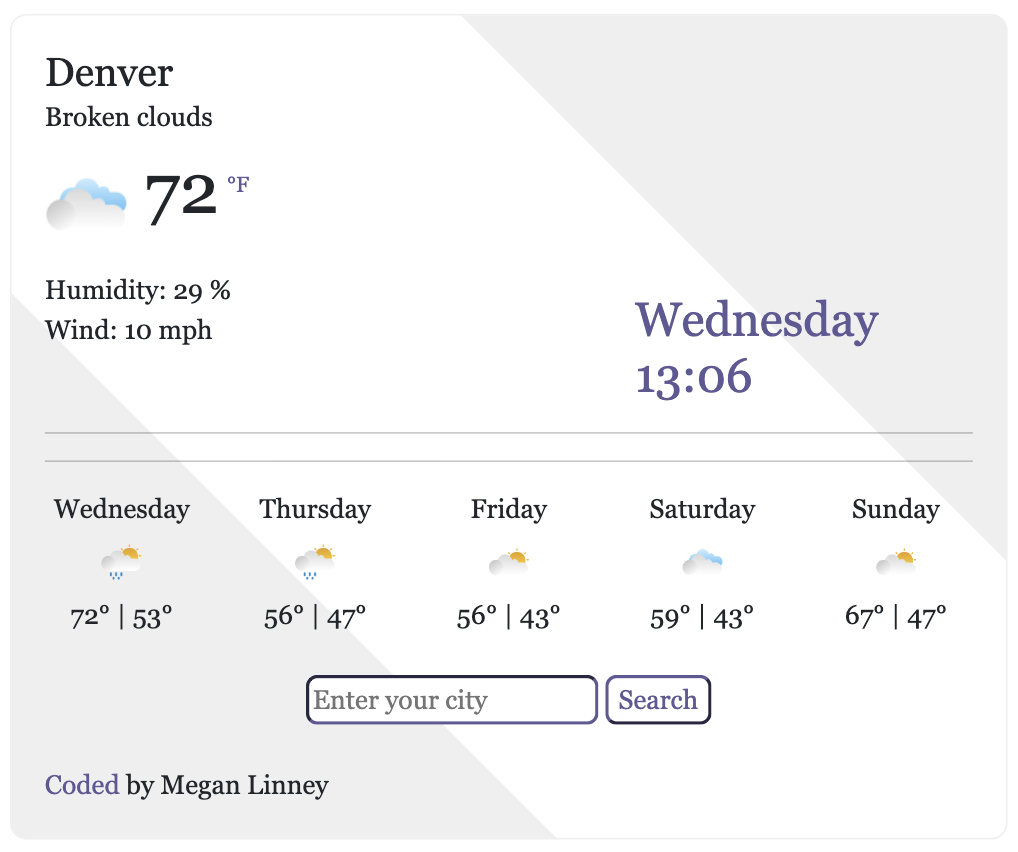 Denver
Broken clouds
72 °F
Humidity: 29 %
Wind: 10 mph
Wednesday
13:06
Wednesday Thursday Friday Saturday Sunday
72° | 53° 56° | 47° 56° | 43° 59° | 43° 67° | 47°
Enter your city Search
Coded by Megan Linney